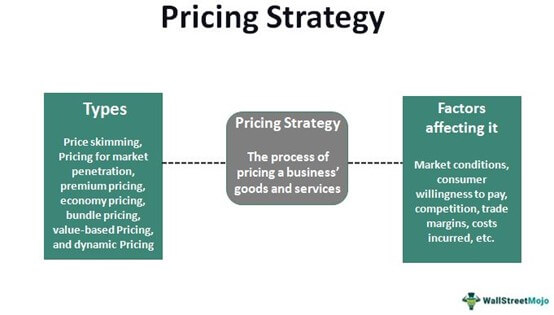 Pricing Strategy
Types
Price skimming,
Pricing for market
penetration,
premium pricing,
economy pricing,
bundle pricing,
value-based Pricing,
and dynamic Pricing
Pricing Strategy
The process of
pricing a business'
goods and services
Factors
affecting it
Market conditions,
consumer
willingness to pay,
competition, trade
margins, costs
incurred, etc.
WallStreetMojo